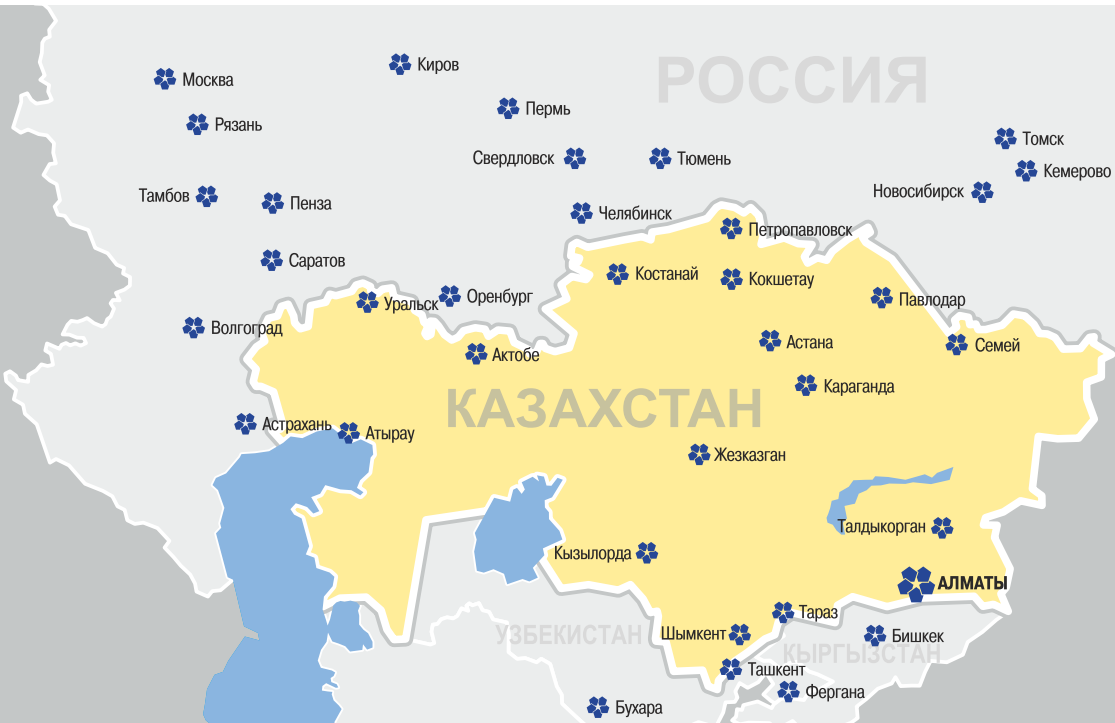 Киров
Москва
РОССИЯ
Пермь
Рязань
Томск
Свердловск
Тюмень
Кемерово
Новосибирск
Тамбов
Пенза
Челябинск
Петропавловск
Саратов
Костанай
Кокшетау
Оренбург
Павлодар
Уральск
Волгоград
Астана
Семей
Актобе
Караганда
КАЗАХСТАН
Астрахань
Атырау
Жезказган
Талдыкорган
Кызылорда
АЛМАТЫ
Тараз
Шымкент
УЗБЕКИСТАН
Бишкек
КЫРГЫЗСТАН
Ташкент
Фергана
Бухара